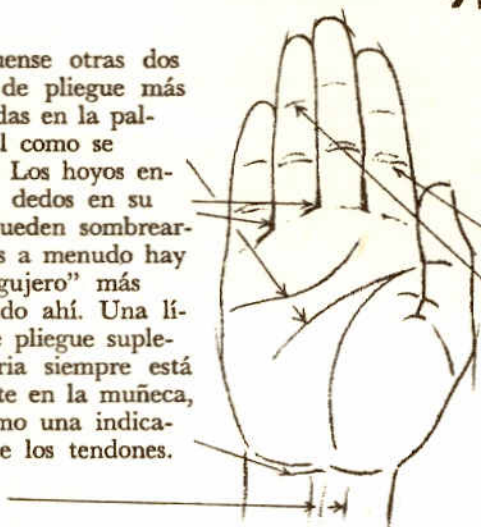 nense otras dos
de pliegue más
das en la pal-
l como se
Los hoyos en-
dedos en su
ueden sombrear-
s a menudo hay
gujero” más
do ahí. Una lí-
e pliegue suple-
ria siempre está
te en la muñeca,
mo una indica-
e los tendones.